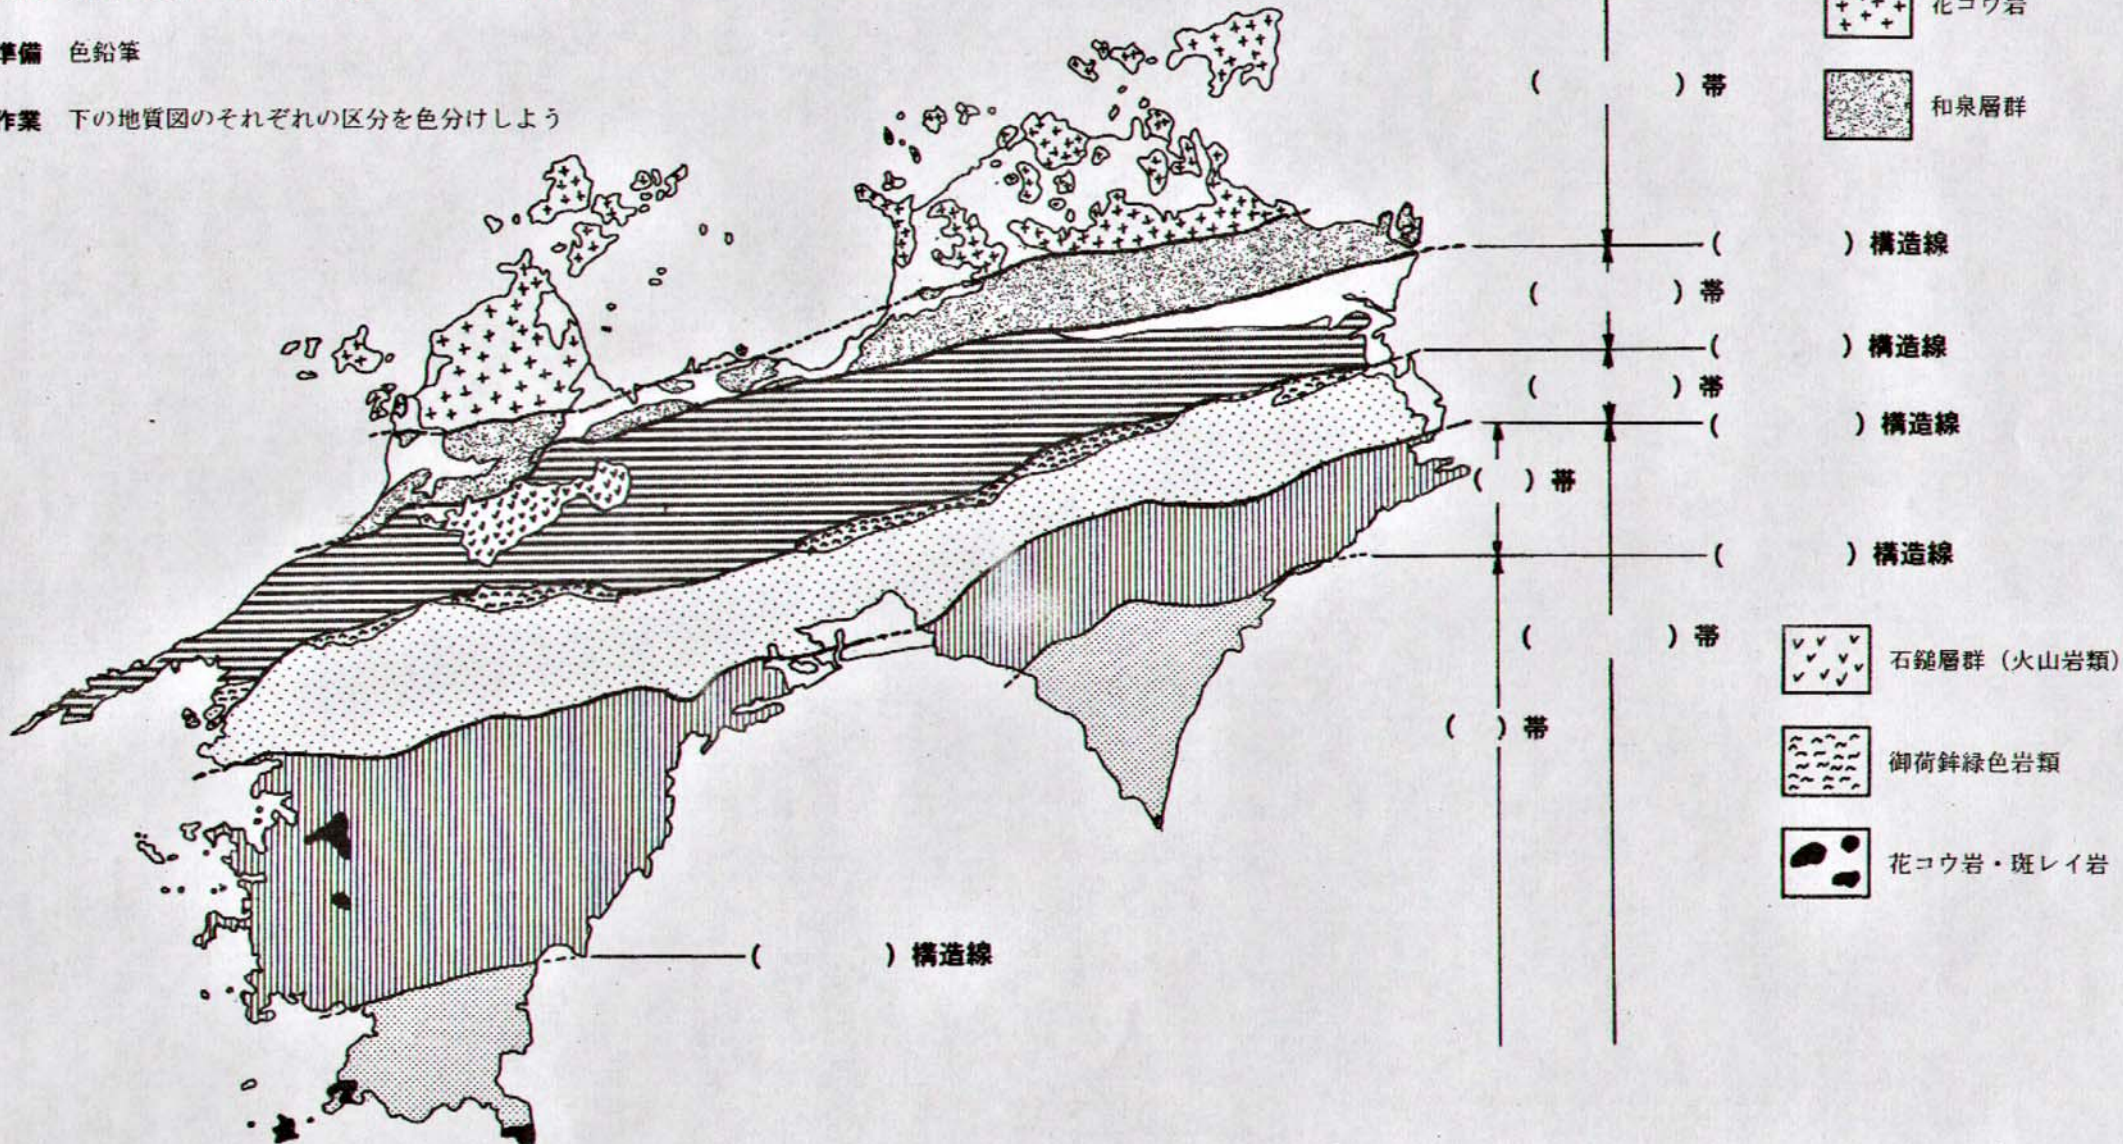 準備 色鉛筆
作業 下の地質図のそれぞれの区分を色分けしよう
花コウ岩
和泉層群
( ) 帯
( ) 構造線
( ) 帯
( ) 構造線
( ) 帯
( ) 構造線
( ) 帯
( ) 構造線
( ) 帯
( ) 帯
( ) 構造線
石鎚層群 (火山岩類)
御荷鉾緑色岩類
花コウ岩・斑レイ岩